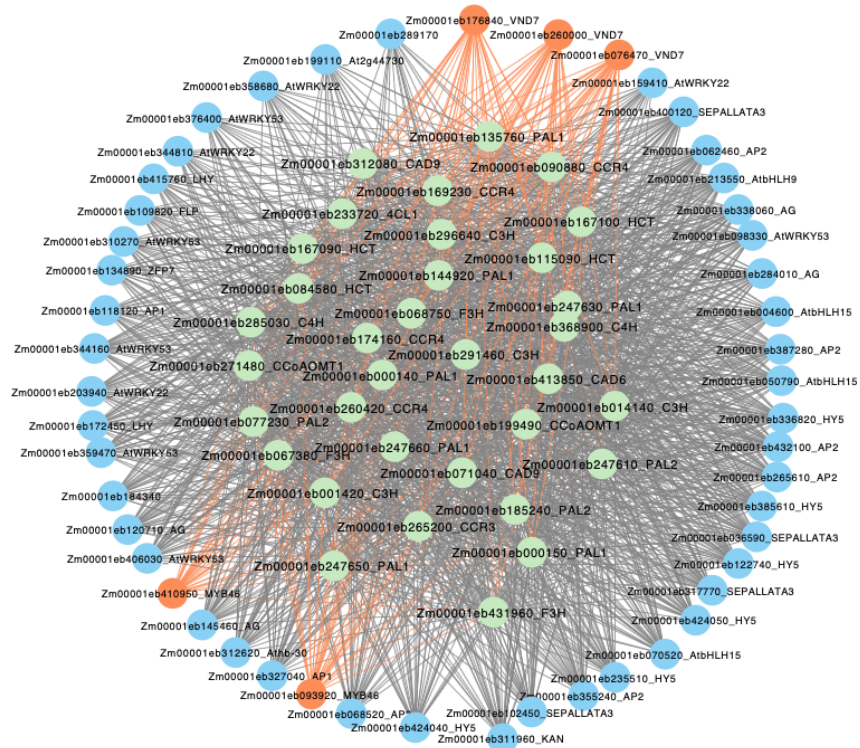 Zm00001eb176840_VND7
Zm00001eb260000_VND7
Zm00001eb289170
Zm00001eb076470_VND7
Zm00001eb199110_At2g44730
Zm00001eb159410_AtWRKY22
Zm00001eb358680_AtWRKY22
Zm00001eb400120_SEPALLATA3
Zm00001eb376400_AtWRKY53
Zm00001eb135760_PAL1
Zm00001eb062460_AP2
Zm00001eb344810_AtWRKY22
Zm00001eb312080_CAD9
Zm00001eb090880_CCR4
Zm00001eb213550_AtbHLH9
Zm00001eb415760_LHY
Zm00001eb169230_CCR4
Zm00001eb338060_AG
Zm00001eb109820_FLP
Zm00001eb233720_4CL1
Zm00001eb167100_HCT
Zm00001eb098330_AtWRKY53
Zm00001eb310270_AtWRKY53
Zm00001eb296640_C3H
Zm00001eb167090_HCT
Zm00001eb115090_HCT
Zm00001eb134890_ZFP7
Zm00001eb144920_PAL1
Zm00001eb284010_AG
Zm00001eb084580_HCT
Zm00001eb118120_AP1
Zm00001eb068750_F3H
Zm00001eb247630_PAL1
Zm00001eb004600_AtbHLH15
Zm00001eb285030_C4H
Zm00001eb368900_C4H
Zm00001eb174160_CCR4
Zm00001eb344160_AtWRKY53
Zm00001eb387280_AP2
Zm00001eb291460_C3H
Zm00001eb271480_CCoAOMT1
Zm00001eb000140_PAL1
Zm00001eb413850_CAD6
Zm00001eb050790_AtbHLH15
Zm00001eb203940_AtWRKY22
Zm00001eb260420_CCR4
Zm00001eb014140_C3H
Zm00001eb077230_PAL2
Zm00001eb199490_CCoAOMT1
Zm00001eb336820_HY5
Zm00001eb172450_LHY
Zm00001eb247660_PAL1
Zm00001eb432100_AP2
Zm00001eb359470_AtWRKY53
Zm00001eb067380_F3H
Zm00001eb247610_PAL2
Zm00001eb071040_CAD9
Zm00001eb265610_AP2
Zm00001eb184340
Zm00001eb001420_C3H
Zm00001eb385610_HY5
Zm00001eb185240_PAL2
Zm00001eb120710_AG
Zm00001eb265200_CCR3
Zm00001eb036590_SEPALLATA3
Zm00001eb406030_AtWRKY53
Zm00001eb000150_PAL1
Zm00001eb122740_HY5
Zm00001eb247650_PAL1
Zm00001eb410950_MYB46
Zm00001eb317770_SEPALLATA3
Zm00001eb431960_F3H
Zm00001eb424050_HY5
Zm00001eb145460_AG
Zm00001eb312620_Athb-30
Zm00001eb070520_AtbHLH15
Zm00001eb327040_AP1
Zm00001eb235510_HY5
Zm00001eb093920_MYB46
Zm00001eb355240_AP2
Zm00001eb102450_SEPALLATA3
Zm00001eb424040_HY5
Zm00001eb311960_KAN